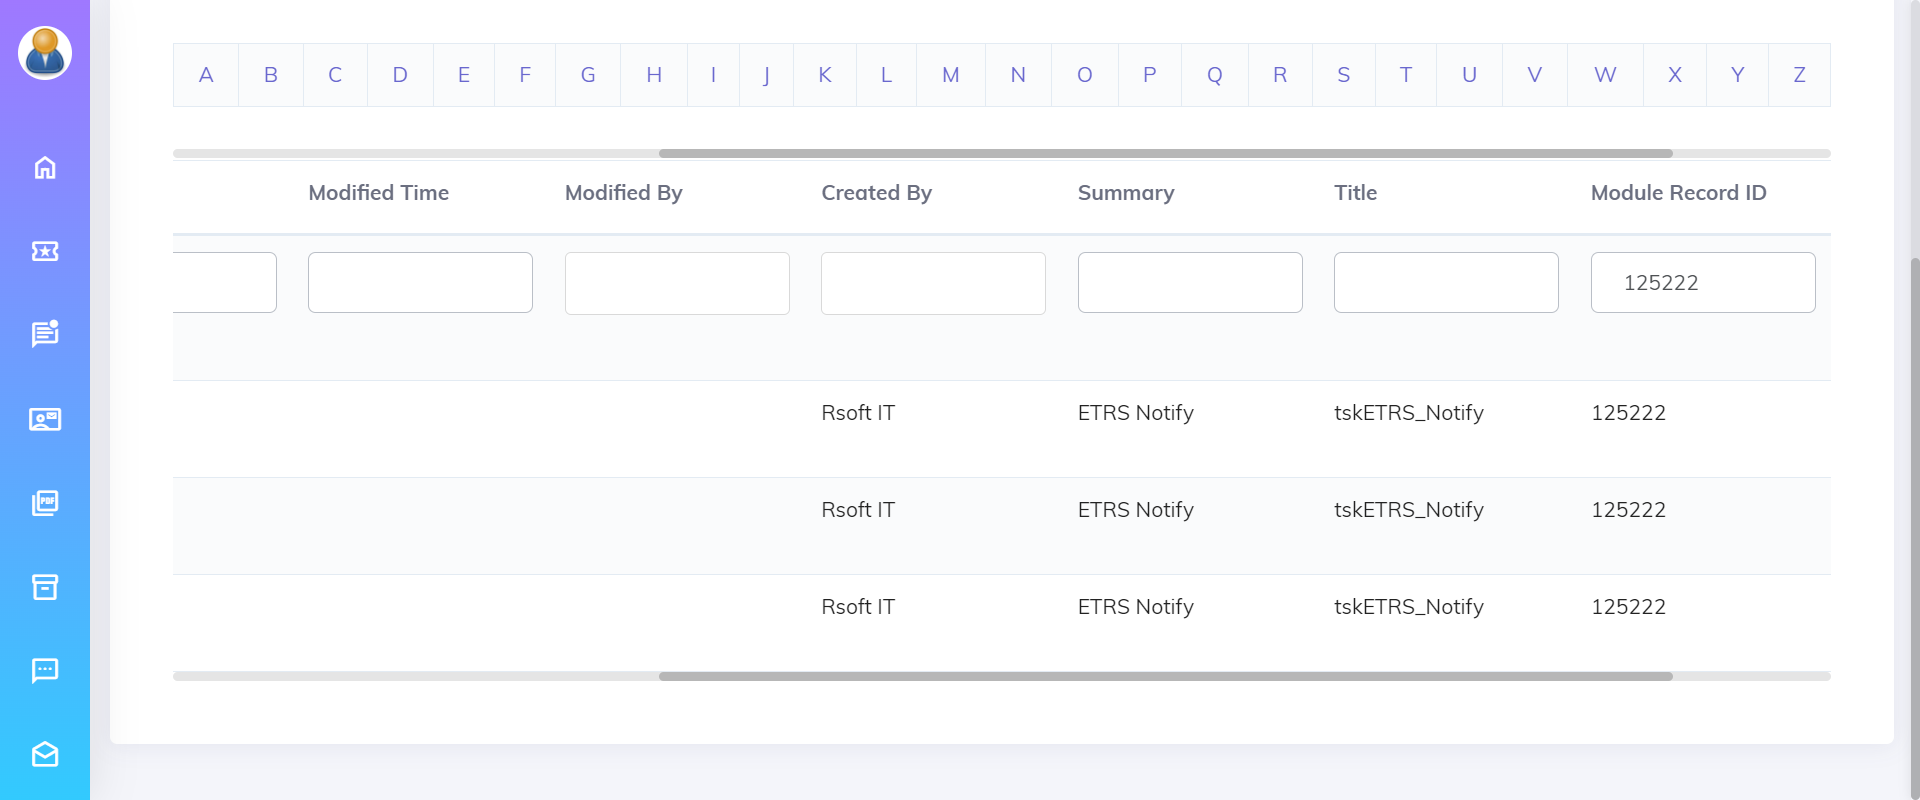 A B C D E F G H I J K L M N O P Q R S T U V W X Y Z
Modified Time Modified By Created By Summary Title Module Record ID
125222
Rsoft IT ETRS Notify tskETRS_Notify 125222
Rsoft IT ETRS Notify tskETRS_Notify 125222
PDF
Rsoft IT ETRS Notify tskETRS_Notify 125222